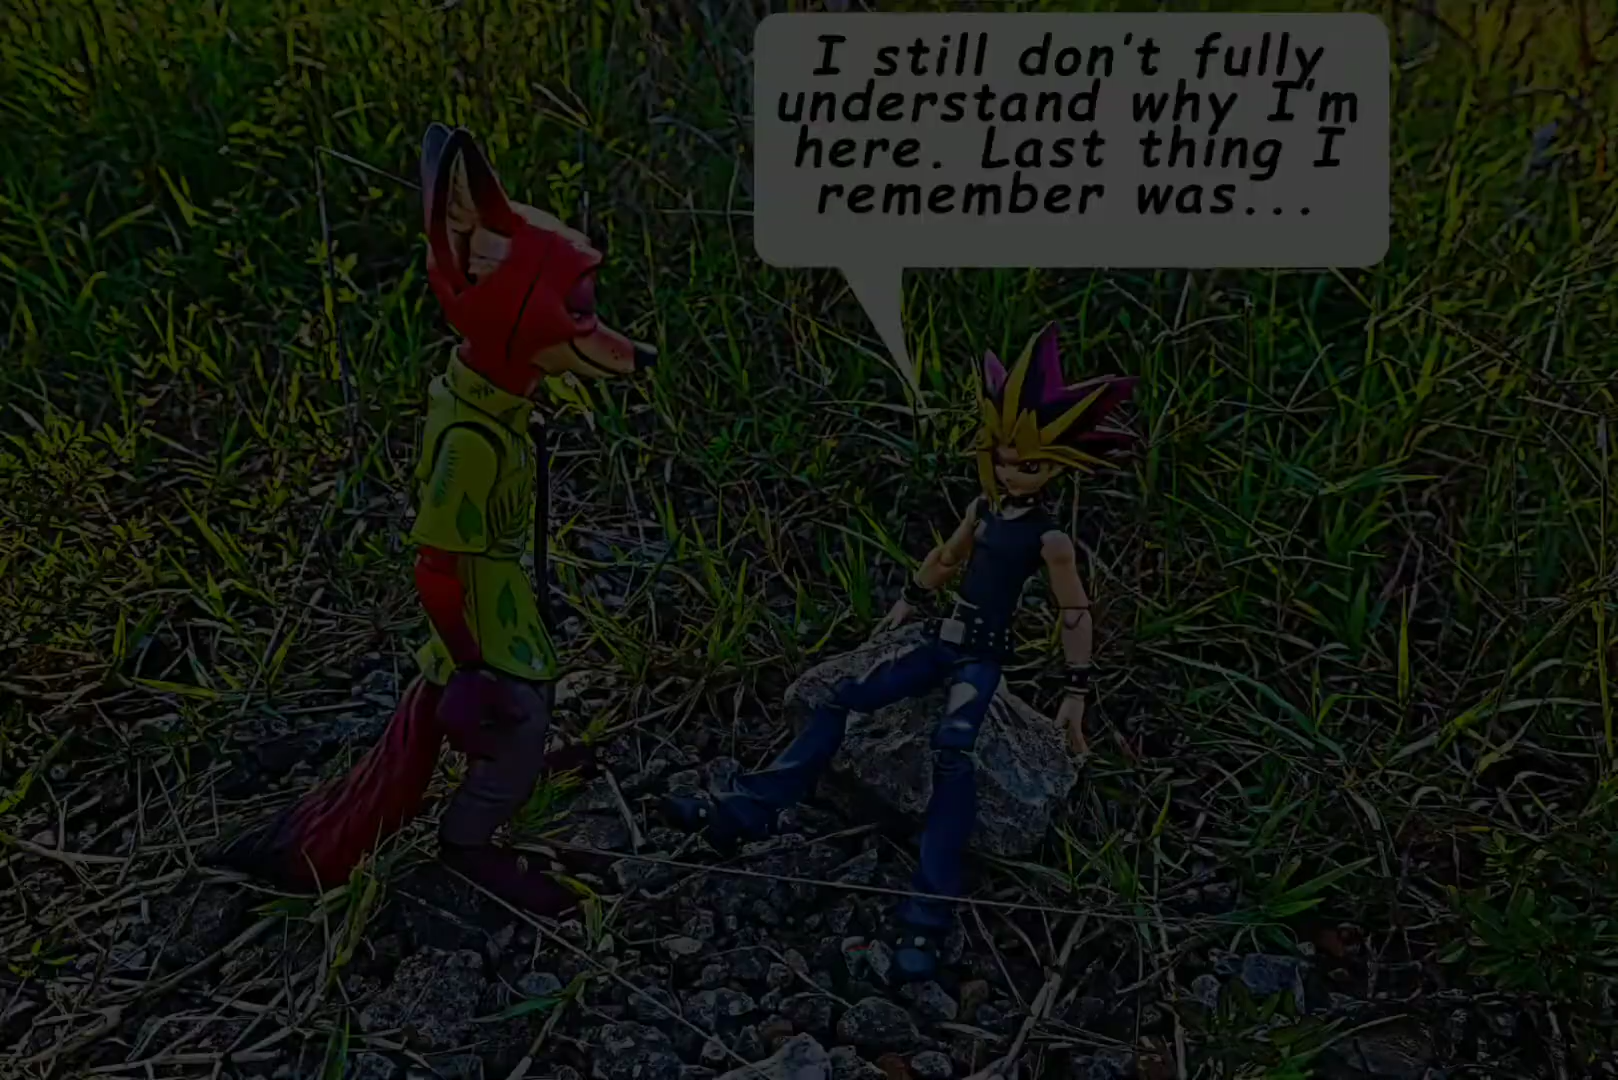 I still don't fully
understand why I'm
here. Last thing I
remember was...